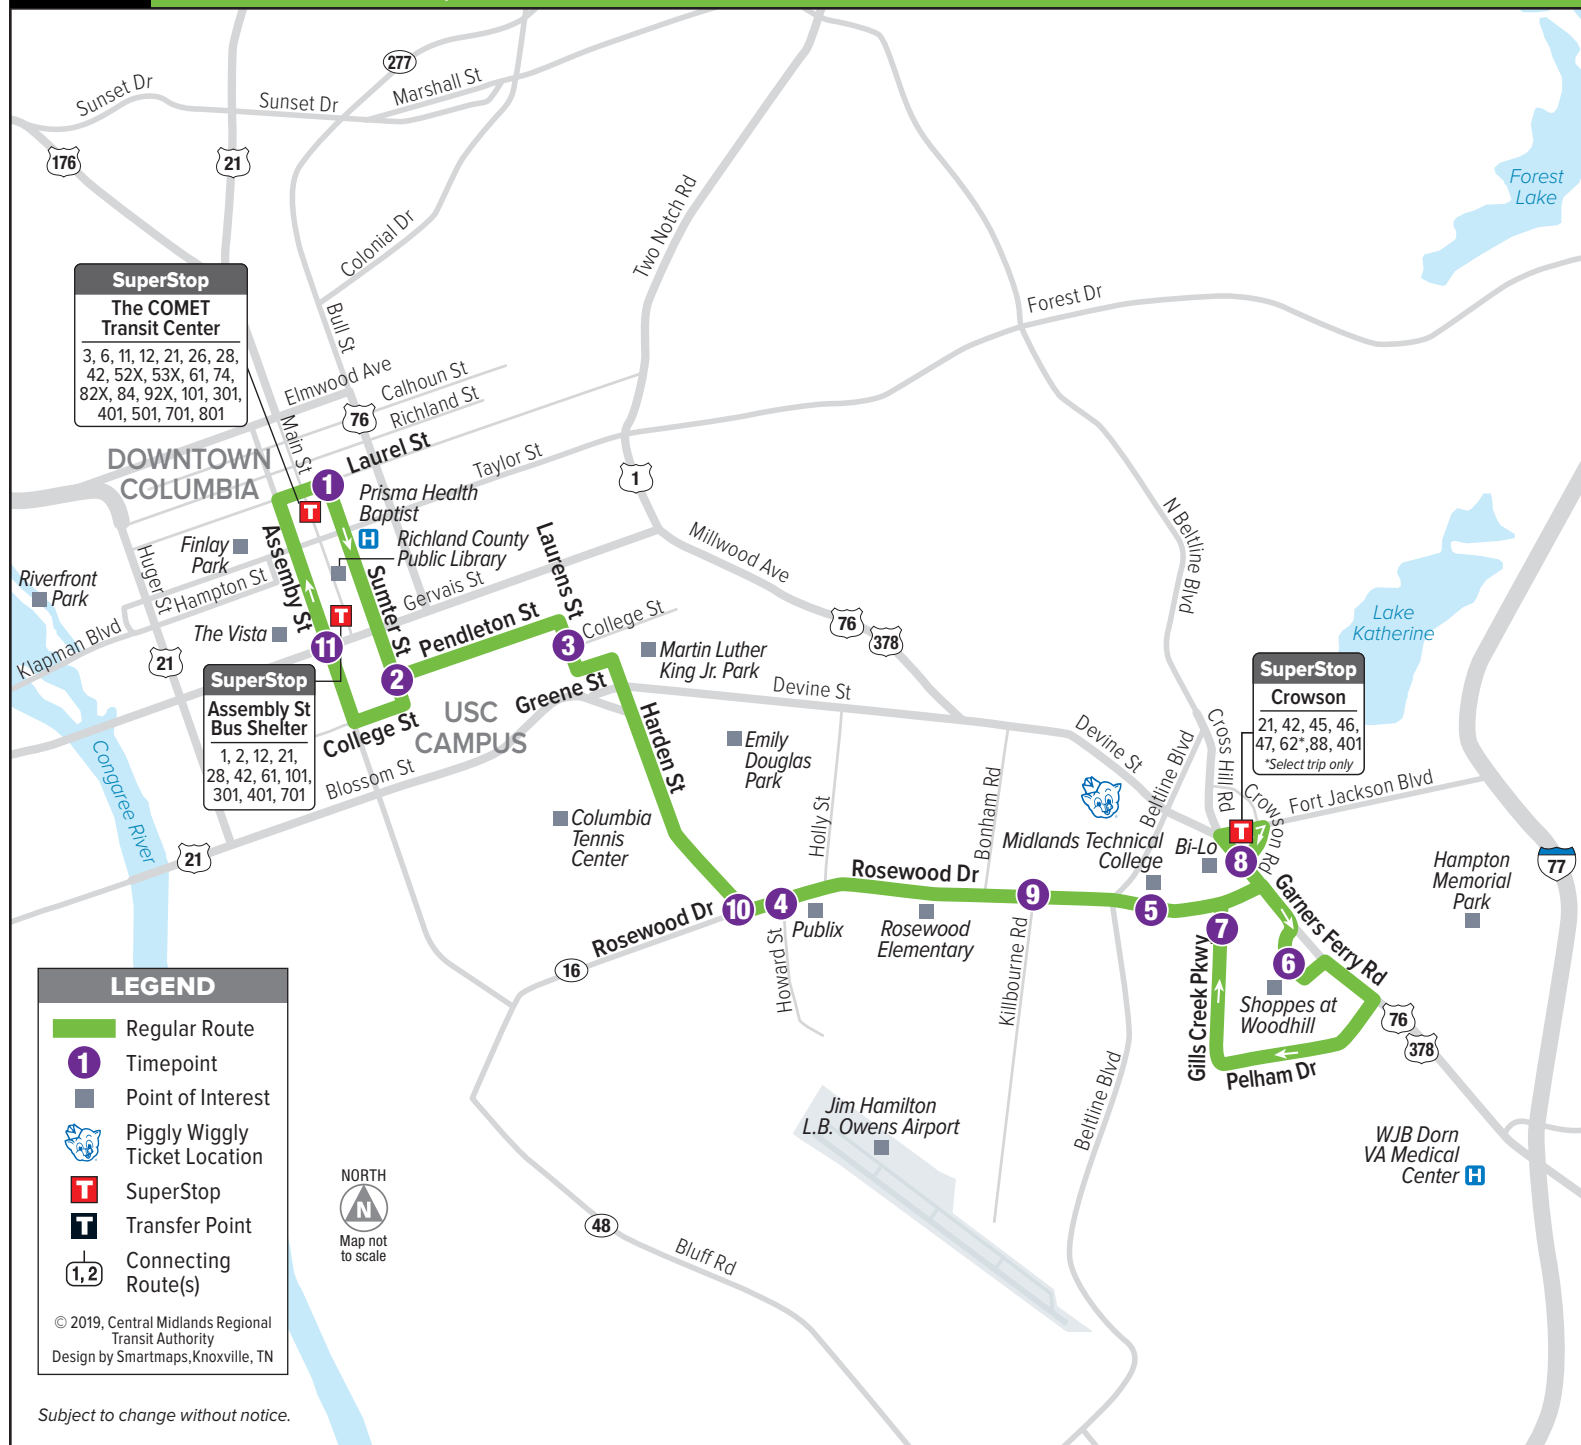 277
Sunset Dr
Sunset Dr
Marshall St
176
21
Forest
Lake
Colonial Dr
Two Notch Rd
SuperStop
The COMET
Transit Center
3, 6, 11, 12, 21, 26, 28,
42, 52X, 53X, 61, 74,
82X, 84, 92X, 101, 301,
401, 501, 701, 801
Bull St
Forest Dr
Elmwood Ave
Calhoun St
Richland St
76
Main St
Laurel St
DOWNTOWN
COLUMBIA
Taylor St
1
1
Prisma Health
Baptist
T
H
Richland County
Public Library
N Beltline Blvd
Finlay
Park
Huger St
Hampton St
Assemby St
Sumter St
Gervais St
Laurens St
Millwood Ave
Riverfront
Park
Klapman Blvd
The Vista
T
11
Pendleton St
College St
3
76
378
Lake
Katherine
21
2
Martin Luther
King Jr. Park
SuperStop
Assembly St
Bus Shelter
1, 2, 12, 21,
28, 42, 61, 101,
301, 401, 701
College St
USC
CAMPUS
Greene St
Devine St
SuperStop
Crowson
21, 42, 45, 46,
47, 62*,88, 401
*Select trip only
Harden St
Emily
Douglas
Park
Devine St
Beltline Blvd
Cross Hill Rd
Crowson Rd
Fort Jackson Blvd
Congaree River
Blossom St
Columbia
Tennis
Center
Holly St
Bonham Rd
Midlands Technical
College
Bi-Lo
T
8
21
Hampton
Memorial
Park
77
Rosewood Dr
Rosewood Dr
10
4
9
5
7
Publix
Rosewood
Elementary
Garners Ferry Rd
6
16
Howard St
Killbourne Rd
Gills Creek Pkwy
Shoppes at
Woodhill
76
378
Pelham Dr
LEGEND
Regular Route
1
Timepoint
Point of Interest
Piggly Wiggly
Ticket Location
T
SuperStop
T
Transfer Point
1, 2
Connecting
Route(s)
© 2019, Central Midlands Regional
Transit Authority
Design by Smartmaps,Knoxville, TN
NORTH
N
Map not
to scale
Jim Hamilton
L.B. Owens Airport
Beltline Blvd
WJB Dorn
VA Medical
Center
H
48
Bluff Rd
Subject to change without notice.